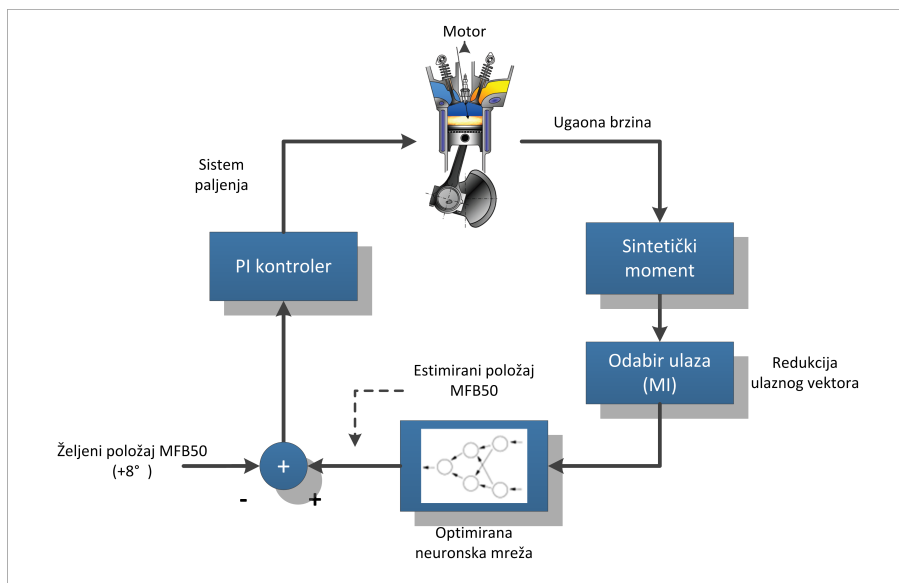 Motor
Ugaona brzina
Sistem
paljenja
PI kontroler
Sintetički
moment
Odabir ulaza
(MI)
Redukcija
ulaznog vektora
Estimirani položaj
MFB50
Željeni položaj MFB50
(+8° )
+
-
+
Optimirana
neuronska mreža